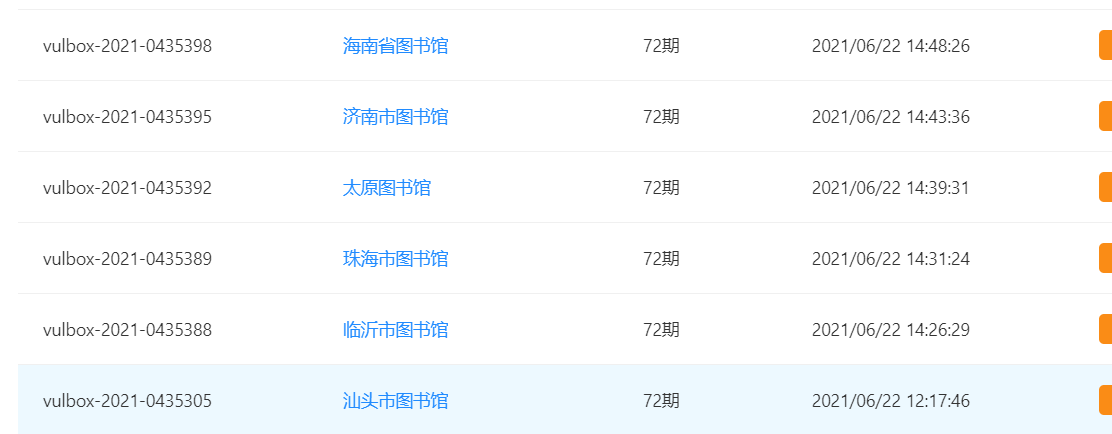 vulbox-2021-0435398 海南省图书馆 72期 2021/06/22 14:48:26
vulbox-2021-0435395 济南市图书馆 72期 2021/06/22 14:43:36
vulbox-2021-0435392 太原图书馆 72期 2021/06/22 14:39:31
vulbox-2021-0435389 珠海市图书馆 72期 2021/06/22 14:31:24
vulbox-2021-0435388 临沂市图书馆 72期 2021/06/22 14:26:29
vulbox-2021-0435305 汕头市图书馆 72期 2021/06/22 12:17:46